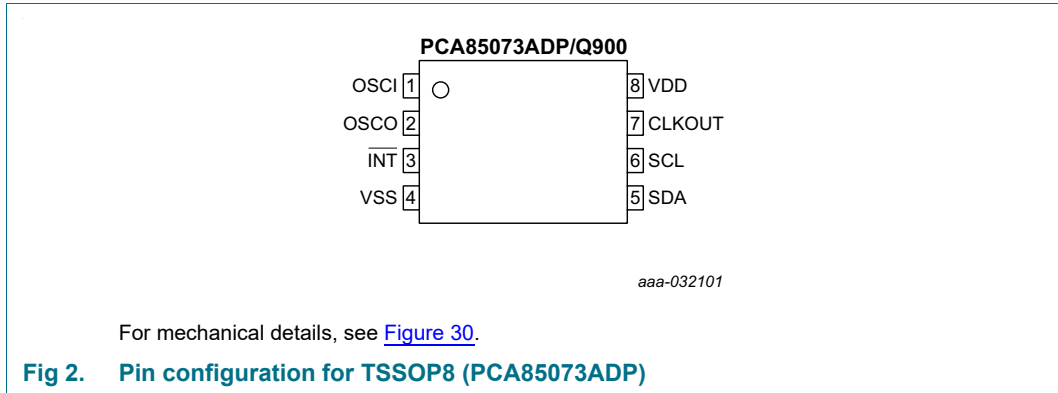 PCA85073ADP/Q900
OSCI 1 8 VDD
OSCO 2 7 CLKOUT
INT 3 6 SCL
VSS 4 5 SDA
aaa-032101
For mechanical details, see Figure 30.
Fig 2. Pin configuration for TSSOP8 (PCA85073ADP)